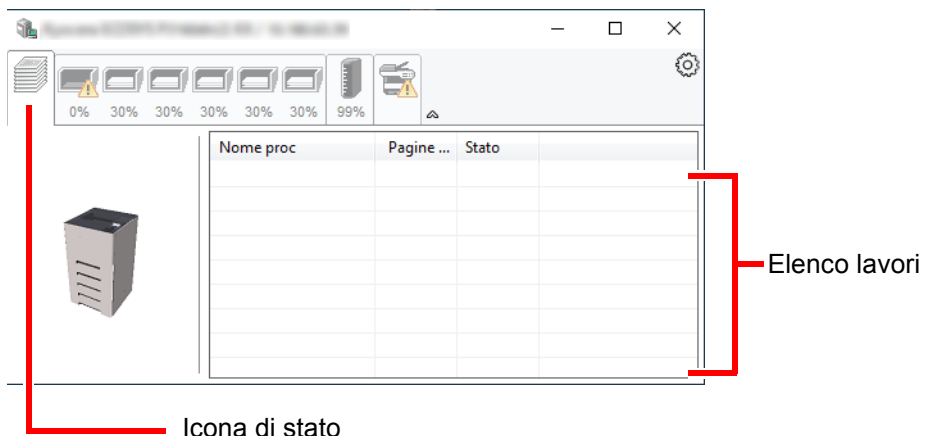 0% 30% 30% 30% 30% 30% 99%
Nome proc Pagine ... Stato
Elenco lavori
Icona di stato